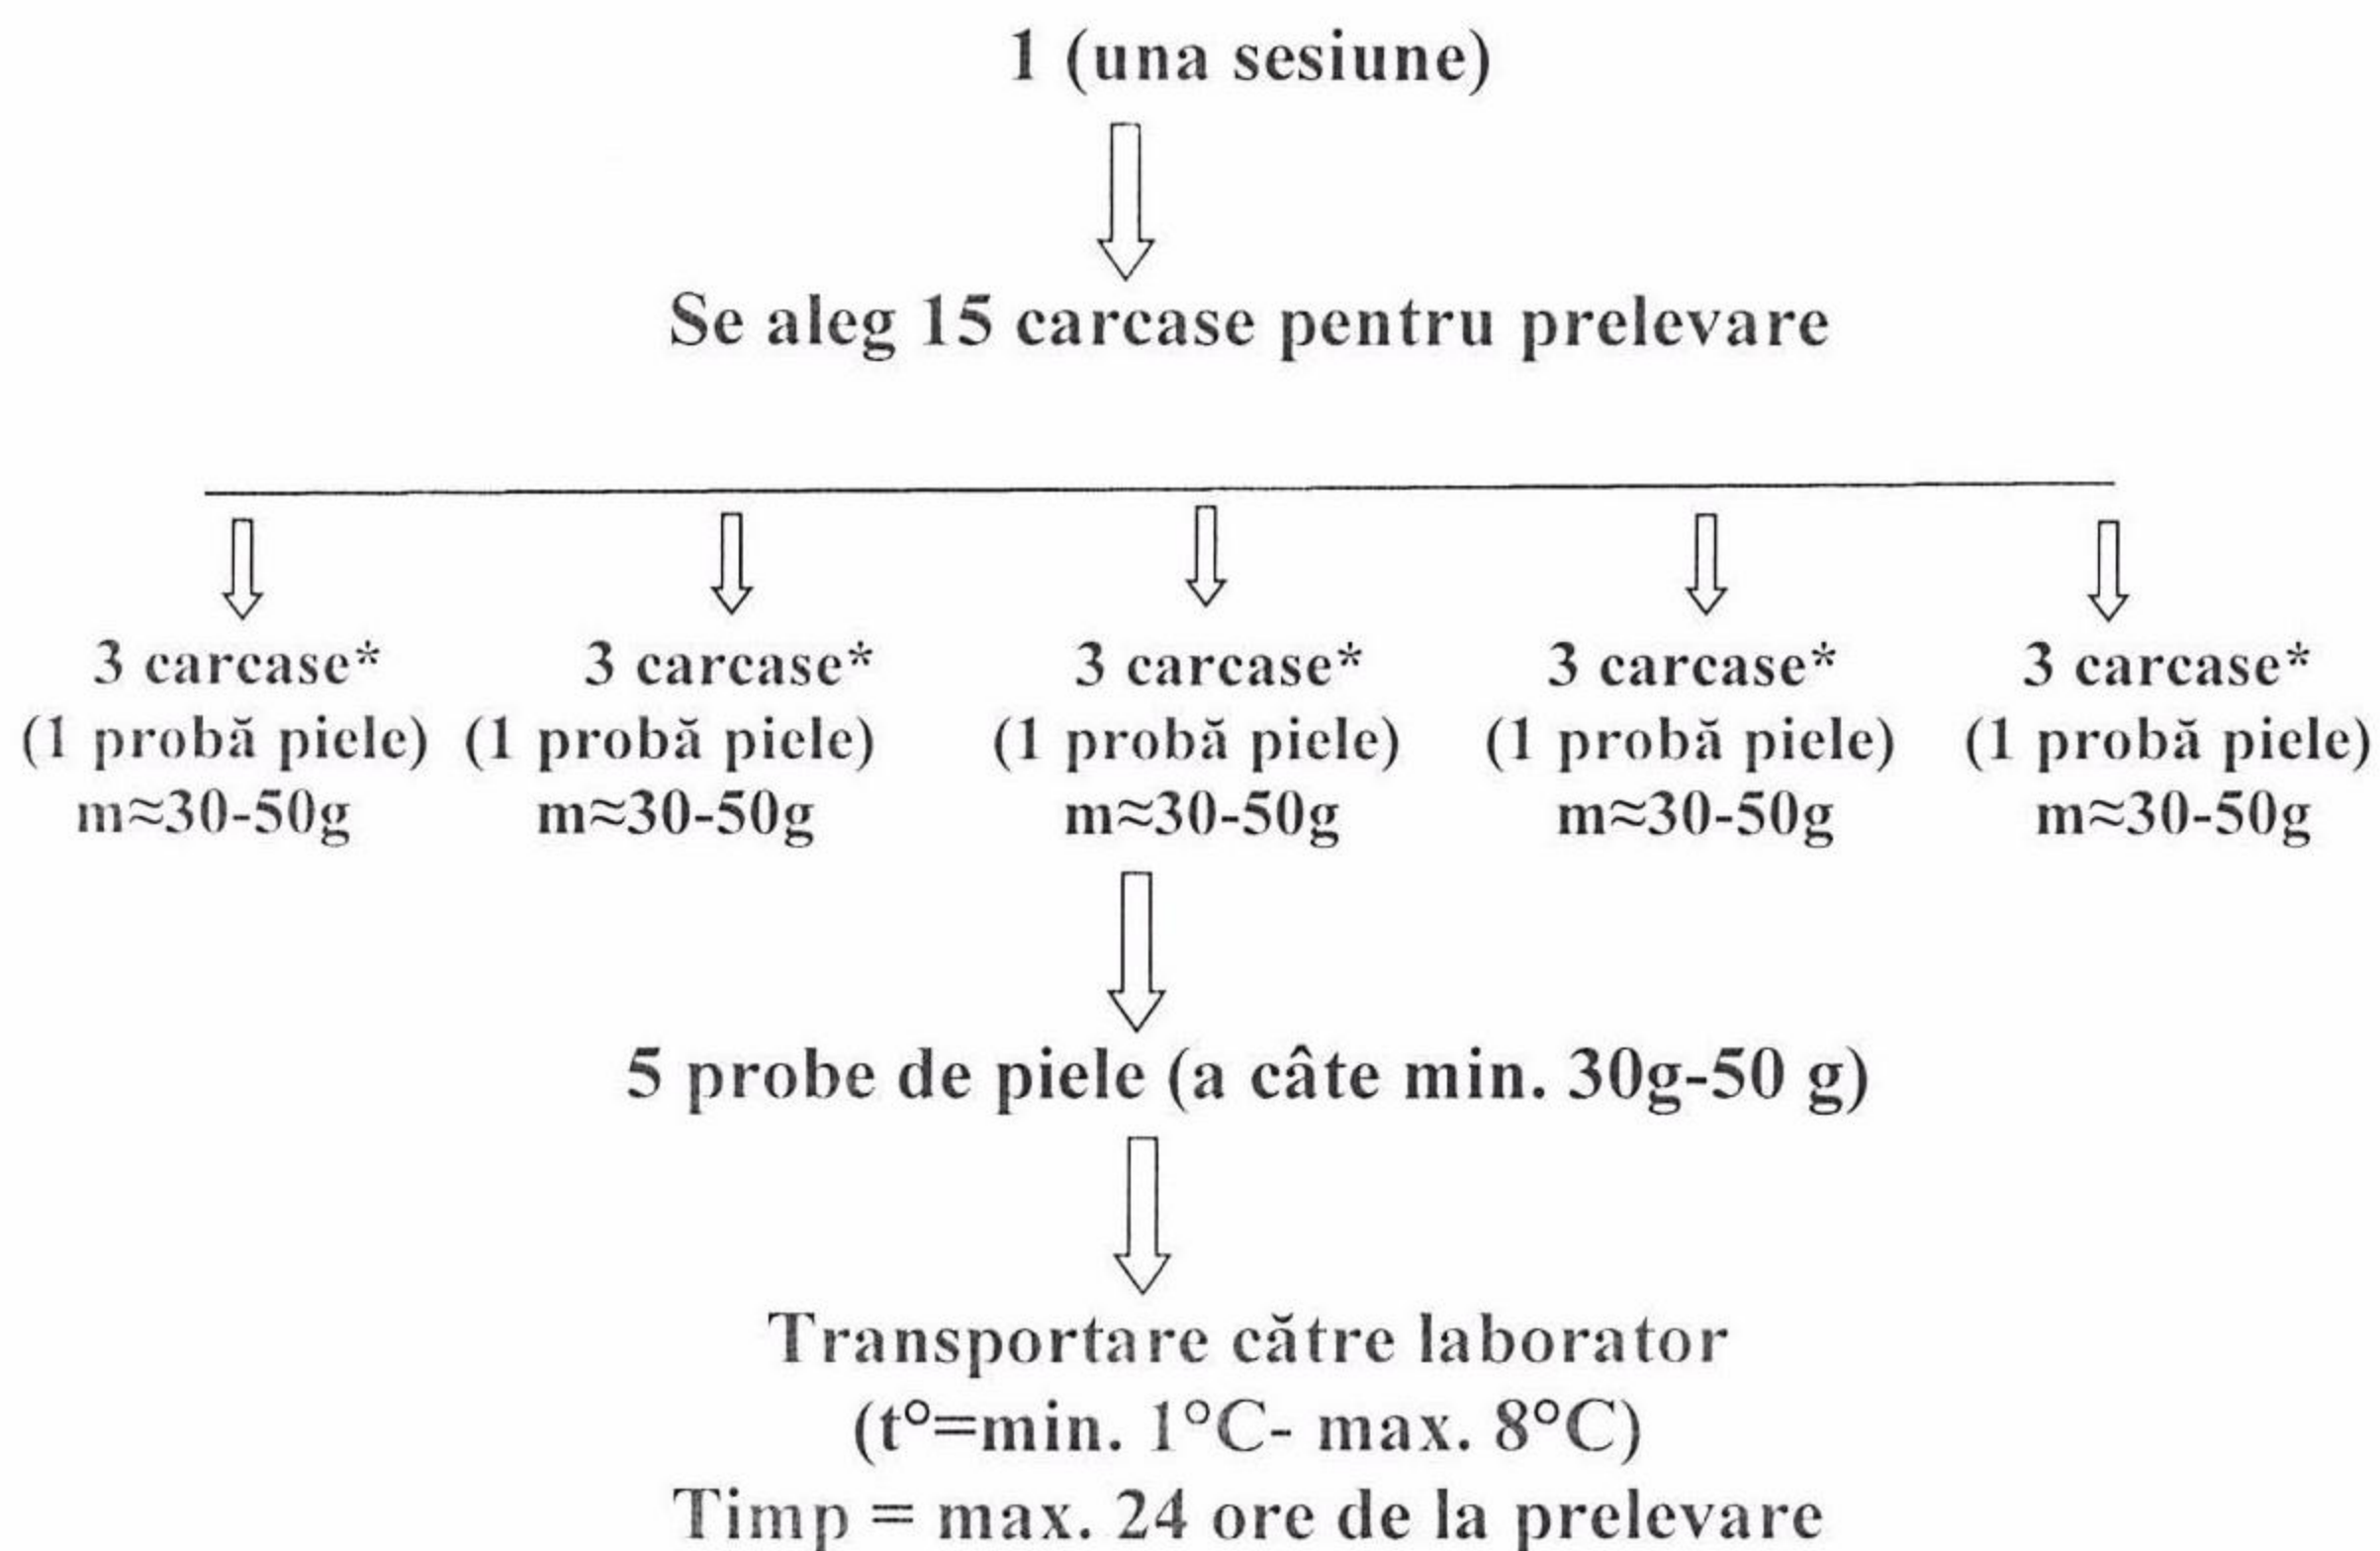 1 (una sesiune)
Se aleg 15 carcase pentru prelevare
3 carcase* 3 carcase* 3 carcase* 3 carcase* 3 carcase*
(1 probă piele) (1 probă piele) (1 probă piele) (1 probă piele) (1 probă piele)
m≈30-50g m≈30-50g m≈30-50g m≈30-50g m≈30-50g
5 probe de piele (a câte min. 30g-50 g)
Transportare către laborator
(t°=min. 1°C- max. 8°C)
Timp = max. 24 ore de la prelevare